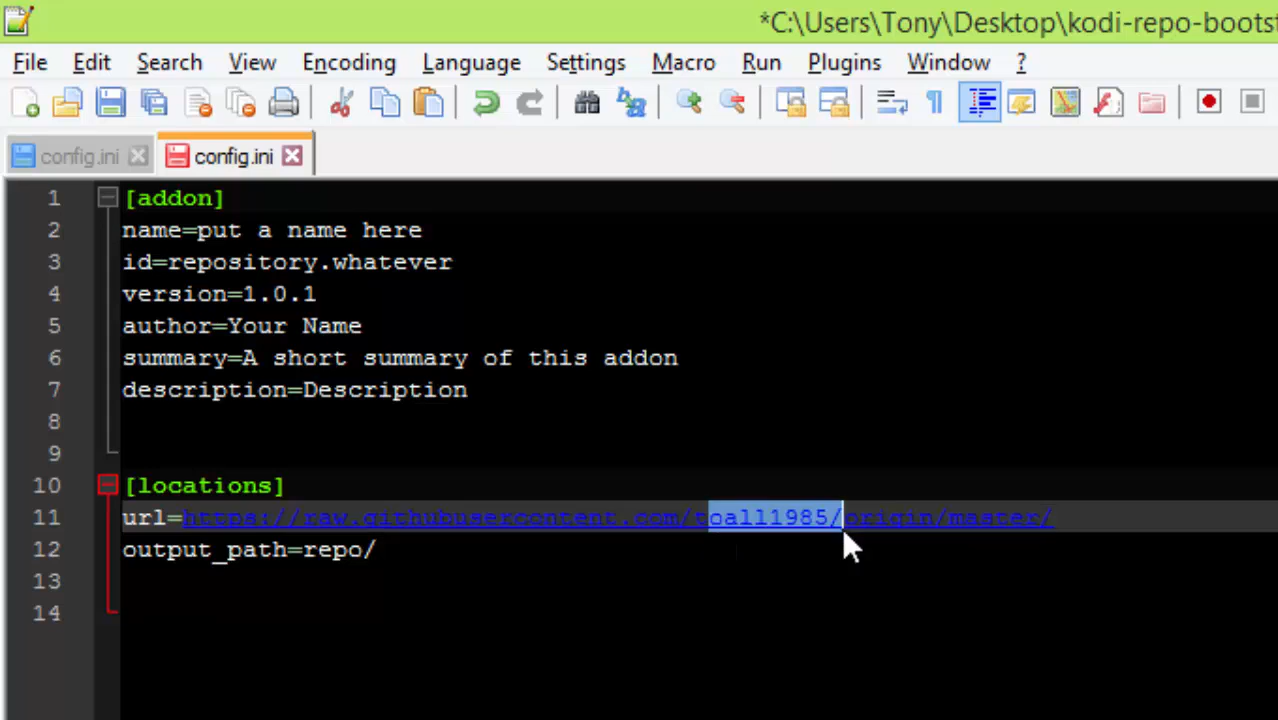 *C:\Users\Tony\Desktop\kodi-repo-bootst
File Edit Search View Encoding Language Settings Macro Run Plugins Window ?
config.ini config.ini
1 [addon]
2 name=put a name here
3 id=repository.whatever
4 version=1.0.1
5 author=Your Name
6 summary=A short summary of this addon
7 description=Description
8
9
10 [locations]
11 url=https://raw.githubusercontent.com/toall1985/origin/master/
12 output_path=repo/
13
14